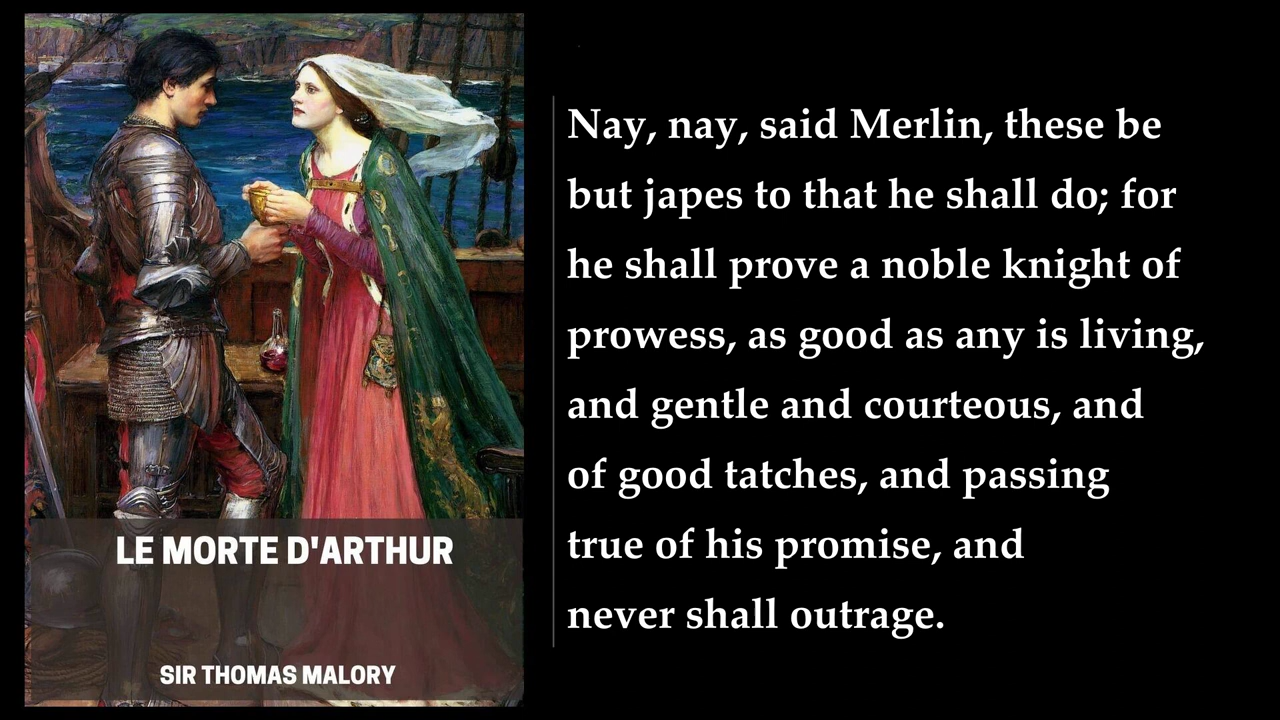 LE MORTE D'ARTHUR
SIR THOMAS MALORY
Nay, nay, said Merlin, these be
but japes to that he shall do; for
he shall prove a noble knight of
prowess, as good as any is living,
and gentle and courteous, and
of good tatches, and passing
true of his promise, and
never shall outrage.